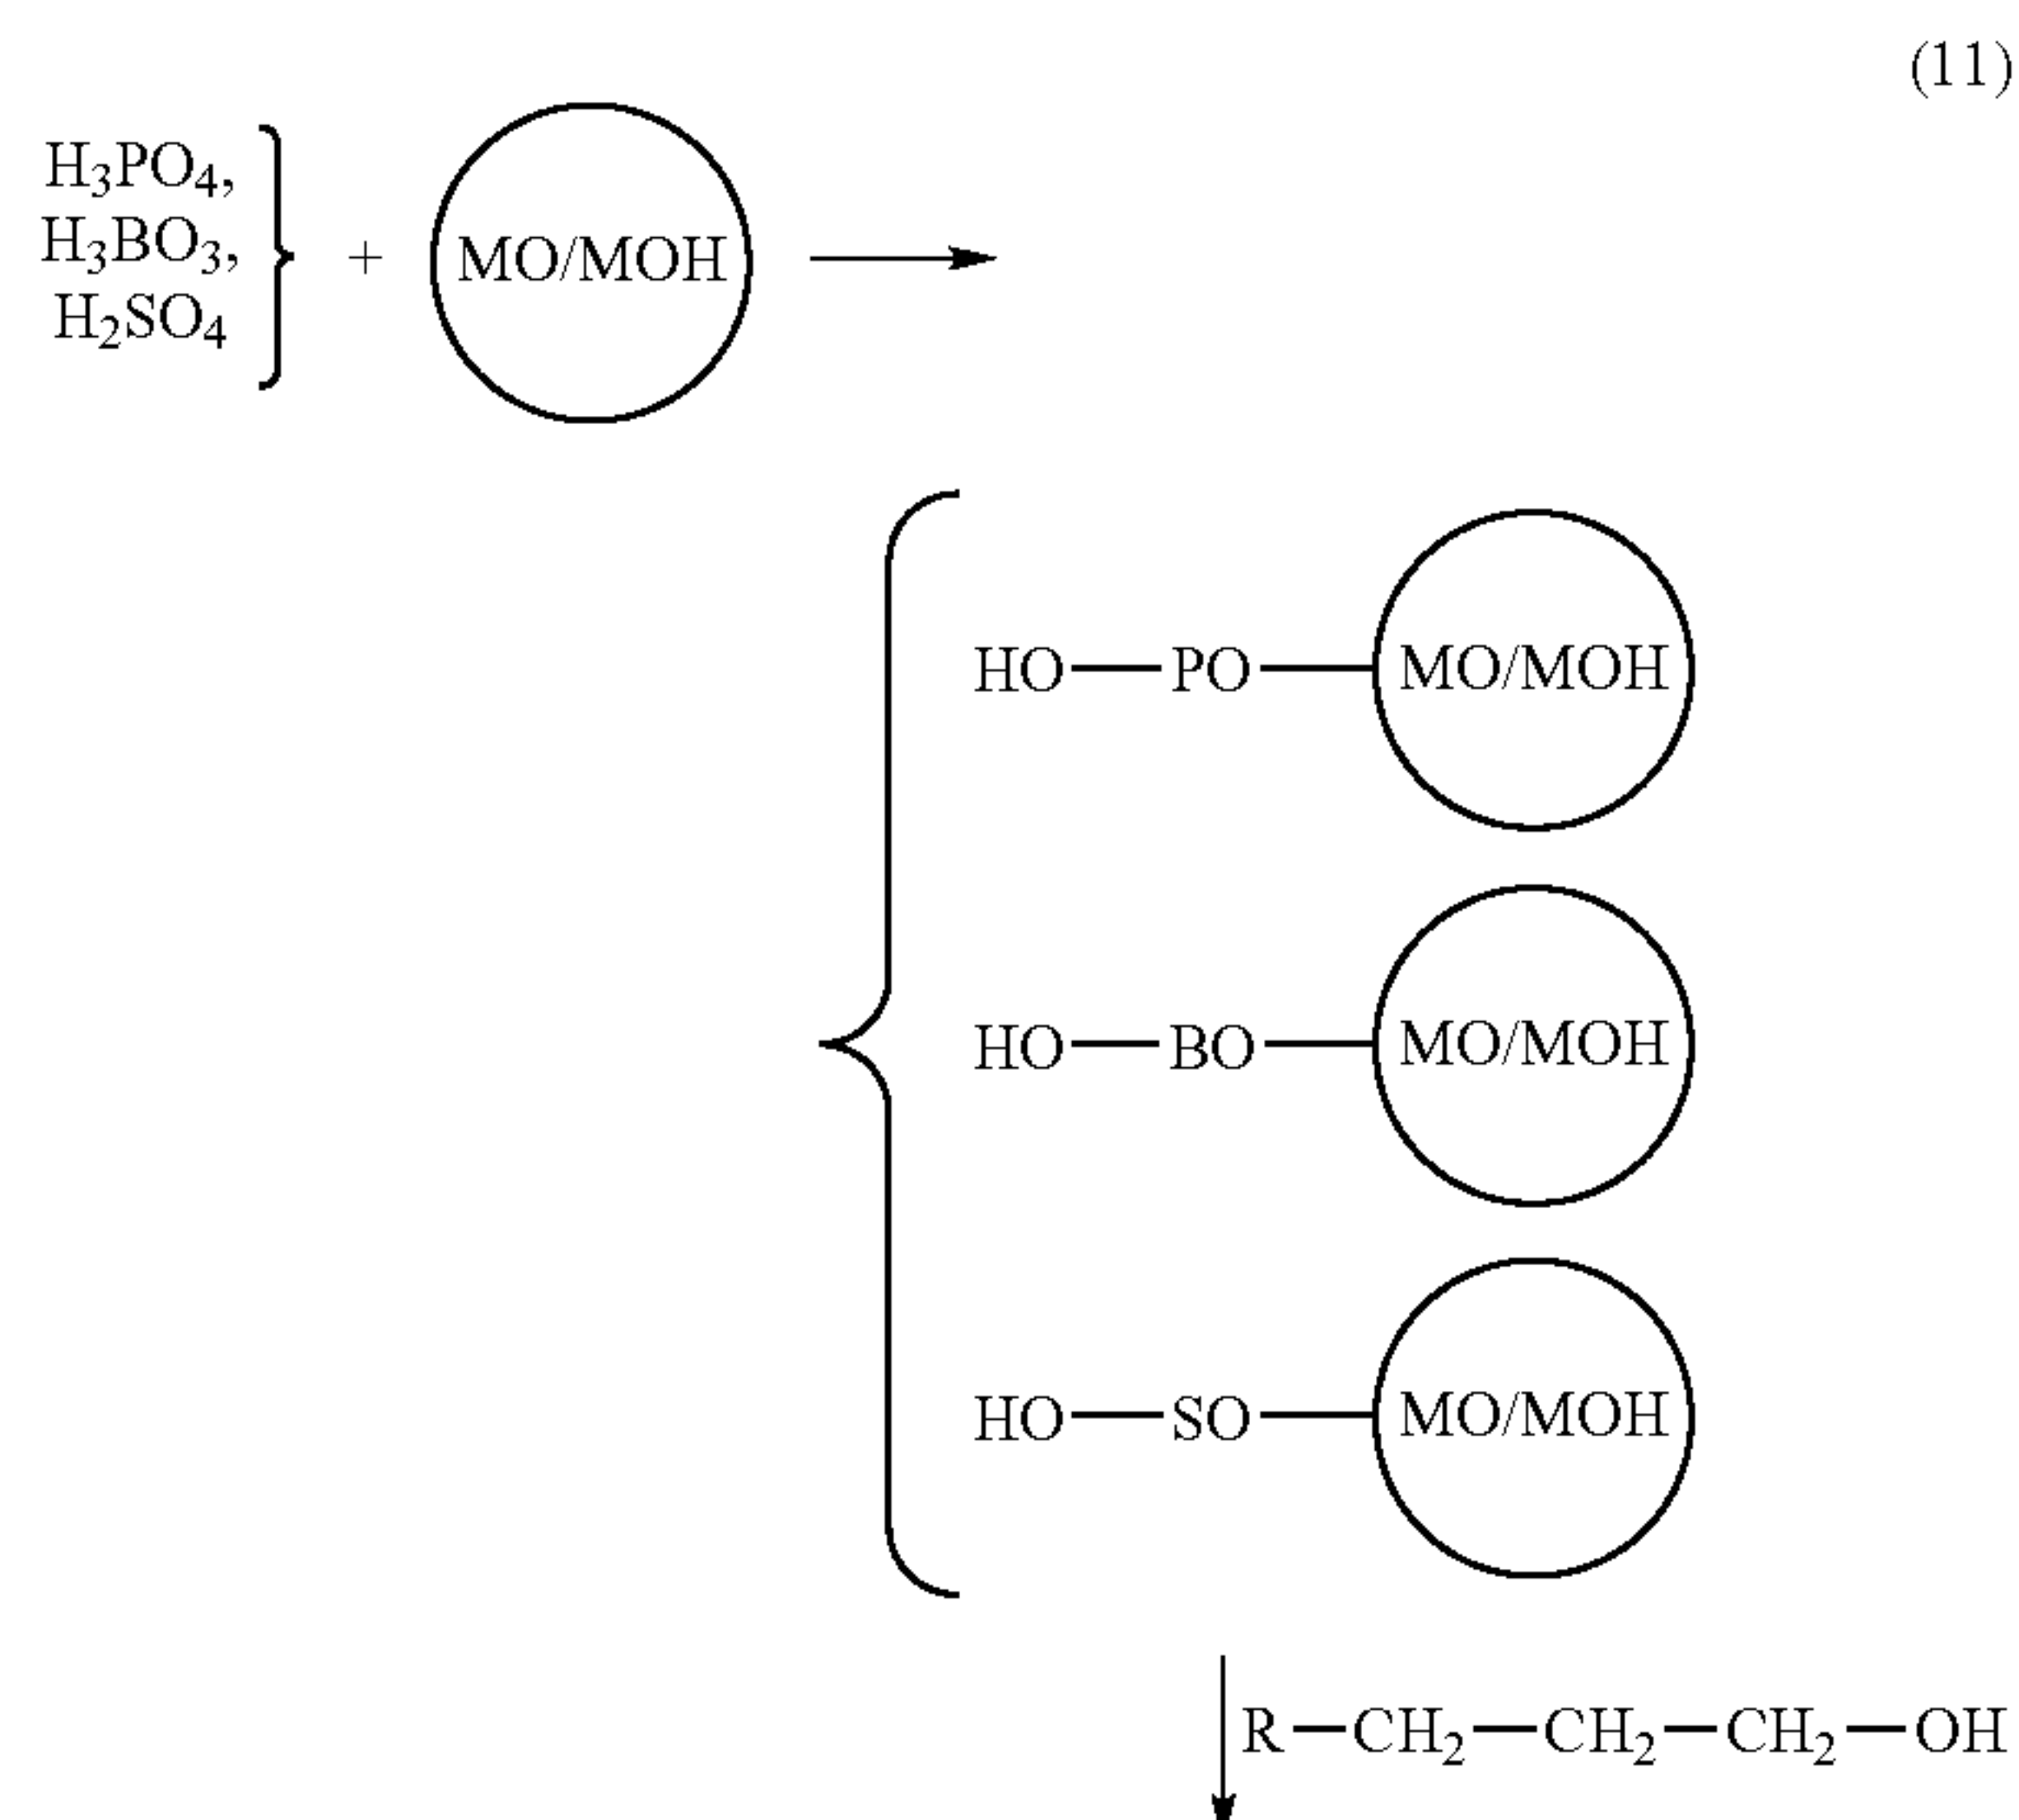 (11)
H₃PO₄,
H₃BO₃,
H₂SO₄
+ MO/MOH
HO—PO—MO/MOH
HO—BO—MO/MOH
HO—SO—MO/MOH
R—CH₂—CH₂—CH₂—OH